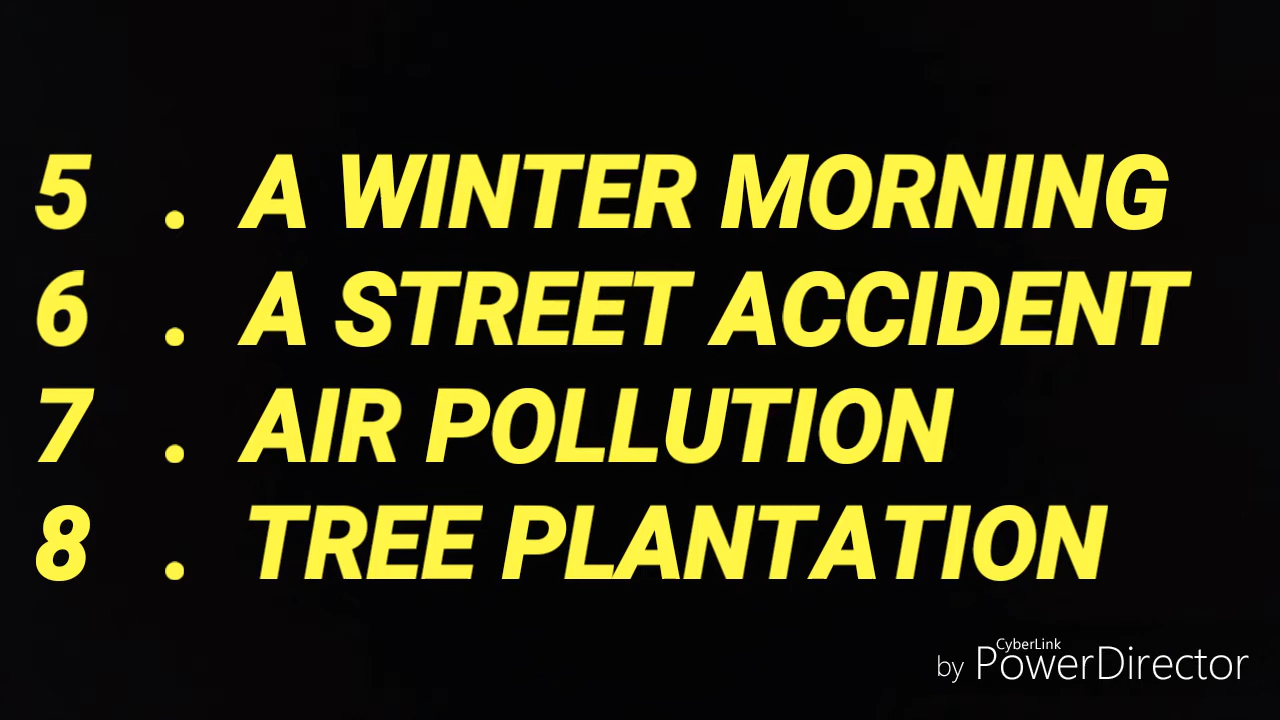 5 . A WINTER MORNING
6 . A STREET ACCIDENT
7 . AIR POLLUTION
8 . TREE PLANTATION
CyberLink
by PowerDirector